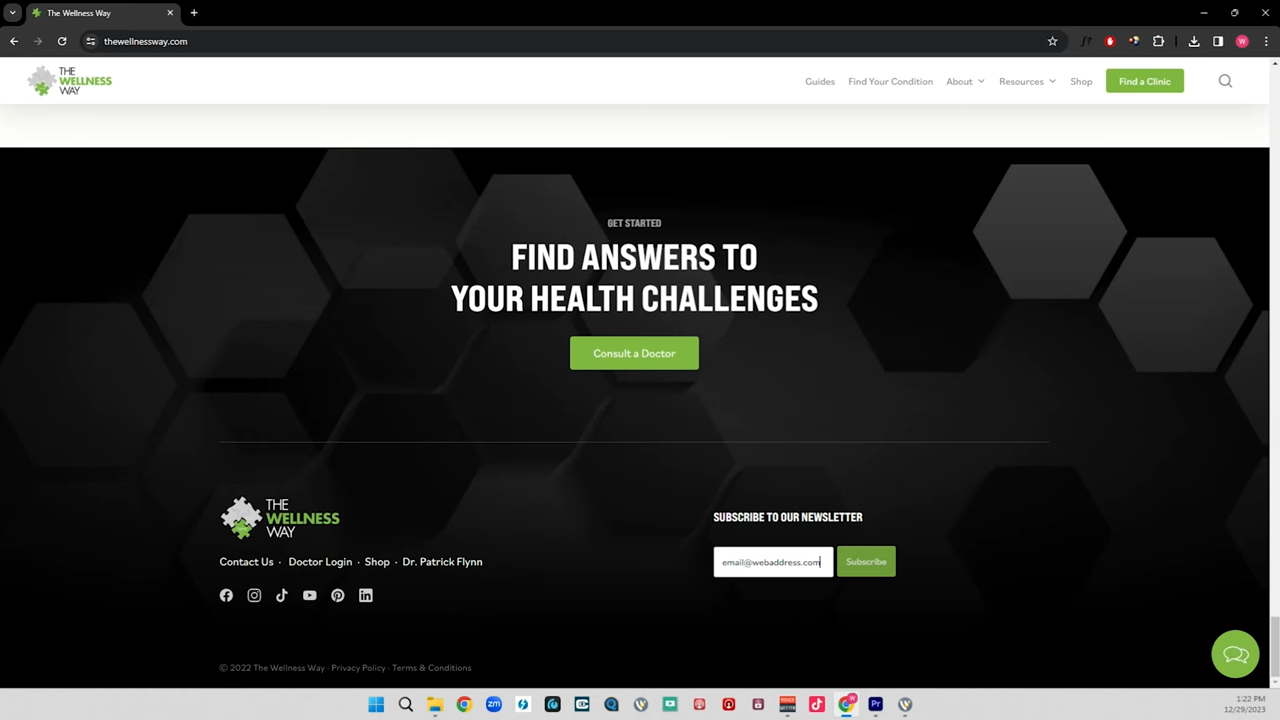 The Wellness Way
thewellnessway.com
THE
WELLNESS
WAY
Guides
Find Your Condition
About
Resources
Shop
Find a Clinic
GET STARTED
FIND ANSWERS TO
YOUR HEALTH CHALLENGES
Consult a Doctor
THE
WELLNESS
WAY
SUBSCRIBE TO OUR NEWSLETTER
email@webaddress.com
Subscribe
Contact Us · Doctor Login · Shop · Dr. Patrick Flynn
© 2022 The Wellness Way · Privacy Policy · Terms & Conditions
1:22 PM
12/29/2023